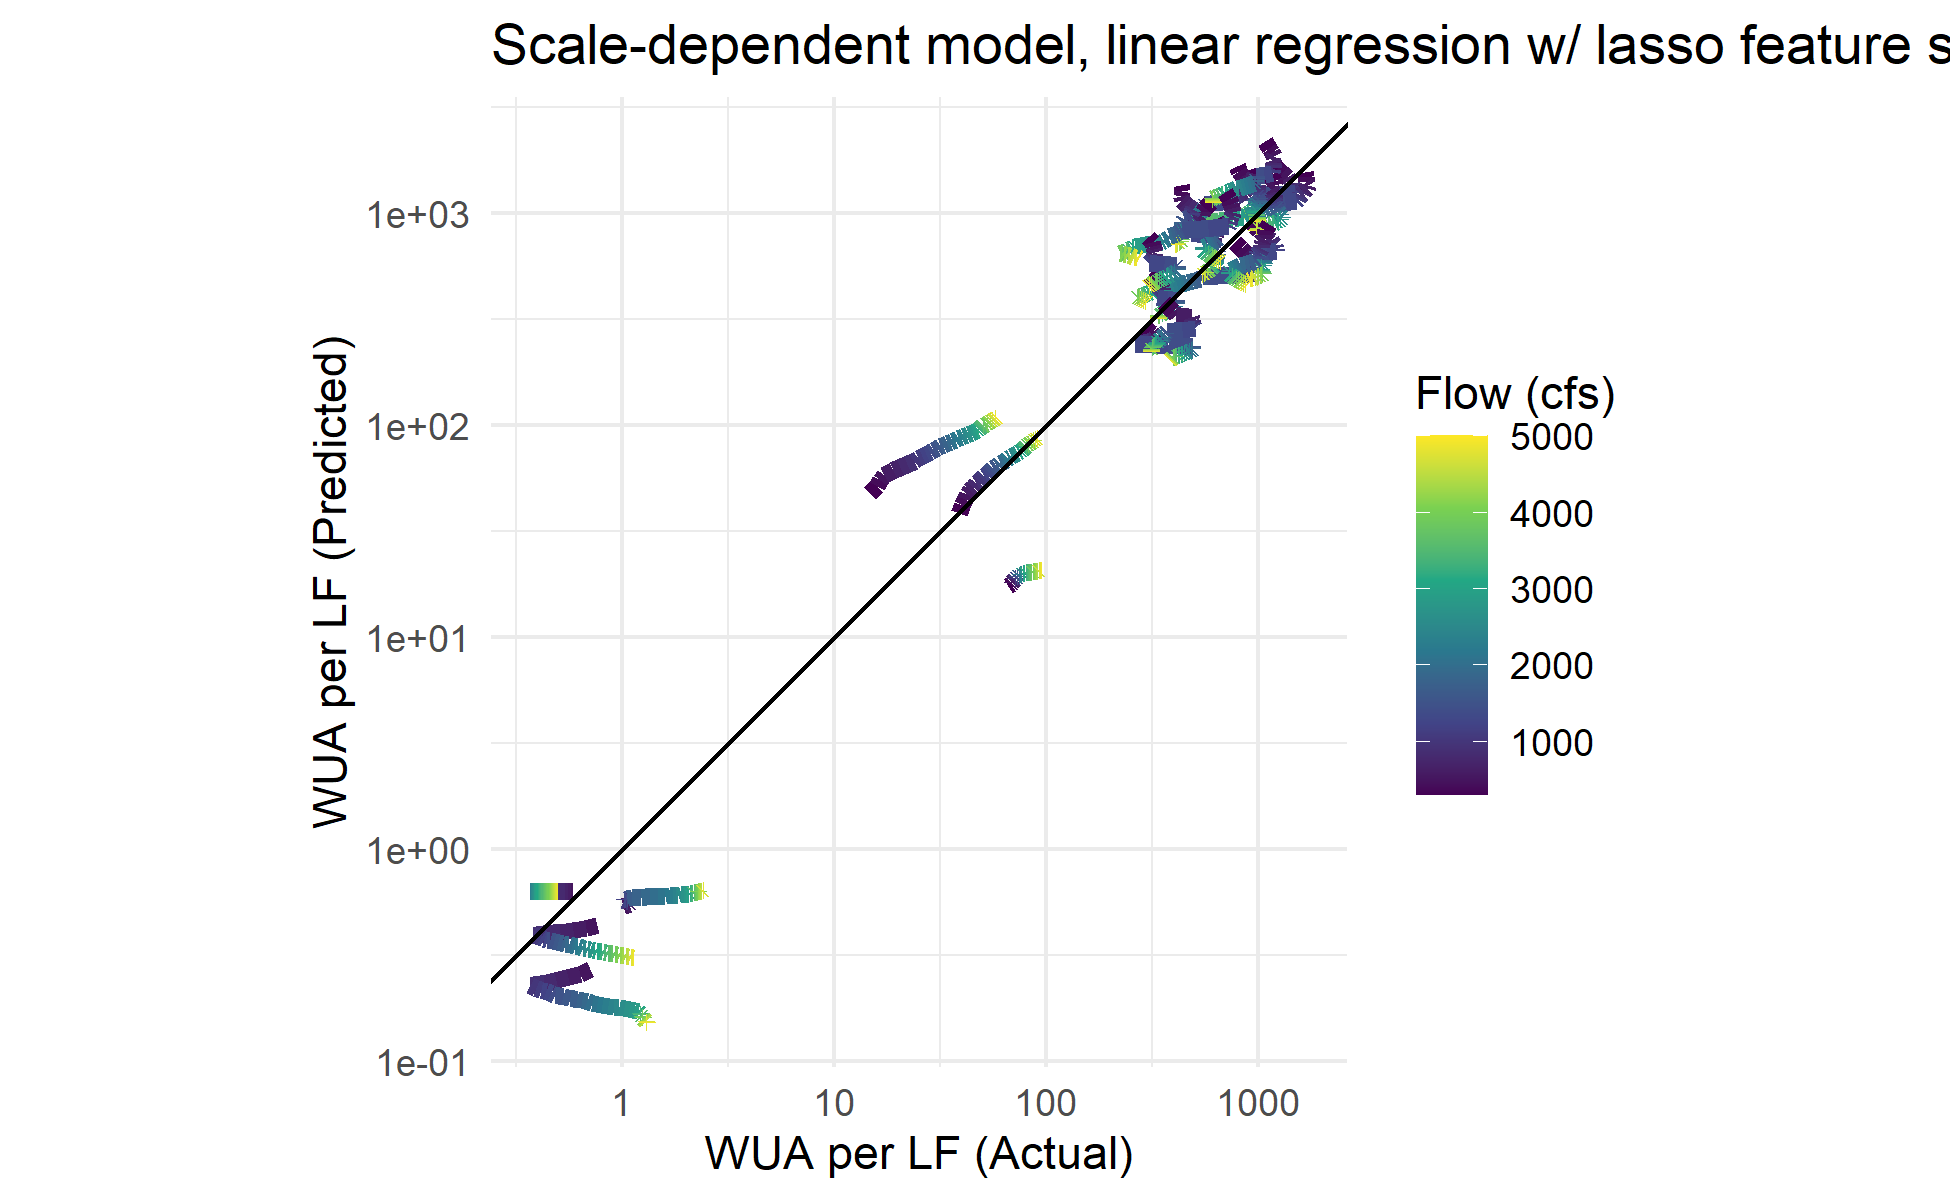 Scale-dependent model, linear regression w/ lasso feature s
WUA per LF (Predicted)
1e+03
1e+02
1e+01
1e+00
1e-01
1
10
100
1000
WUA per LF (Actual)
Flow (cfs)
5000
4000
3000
2000
1000